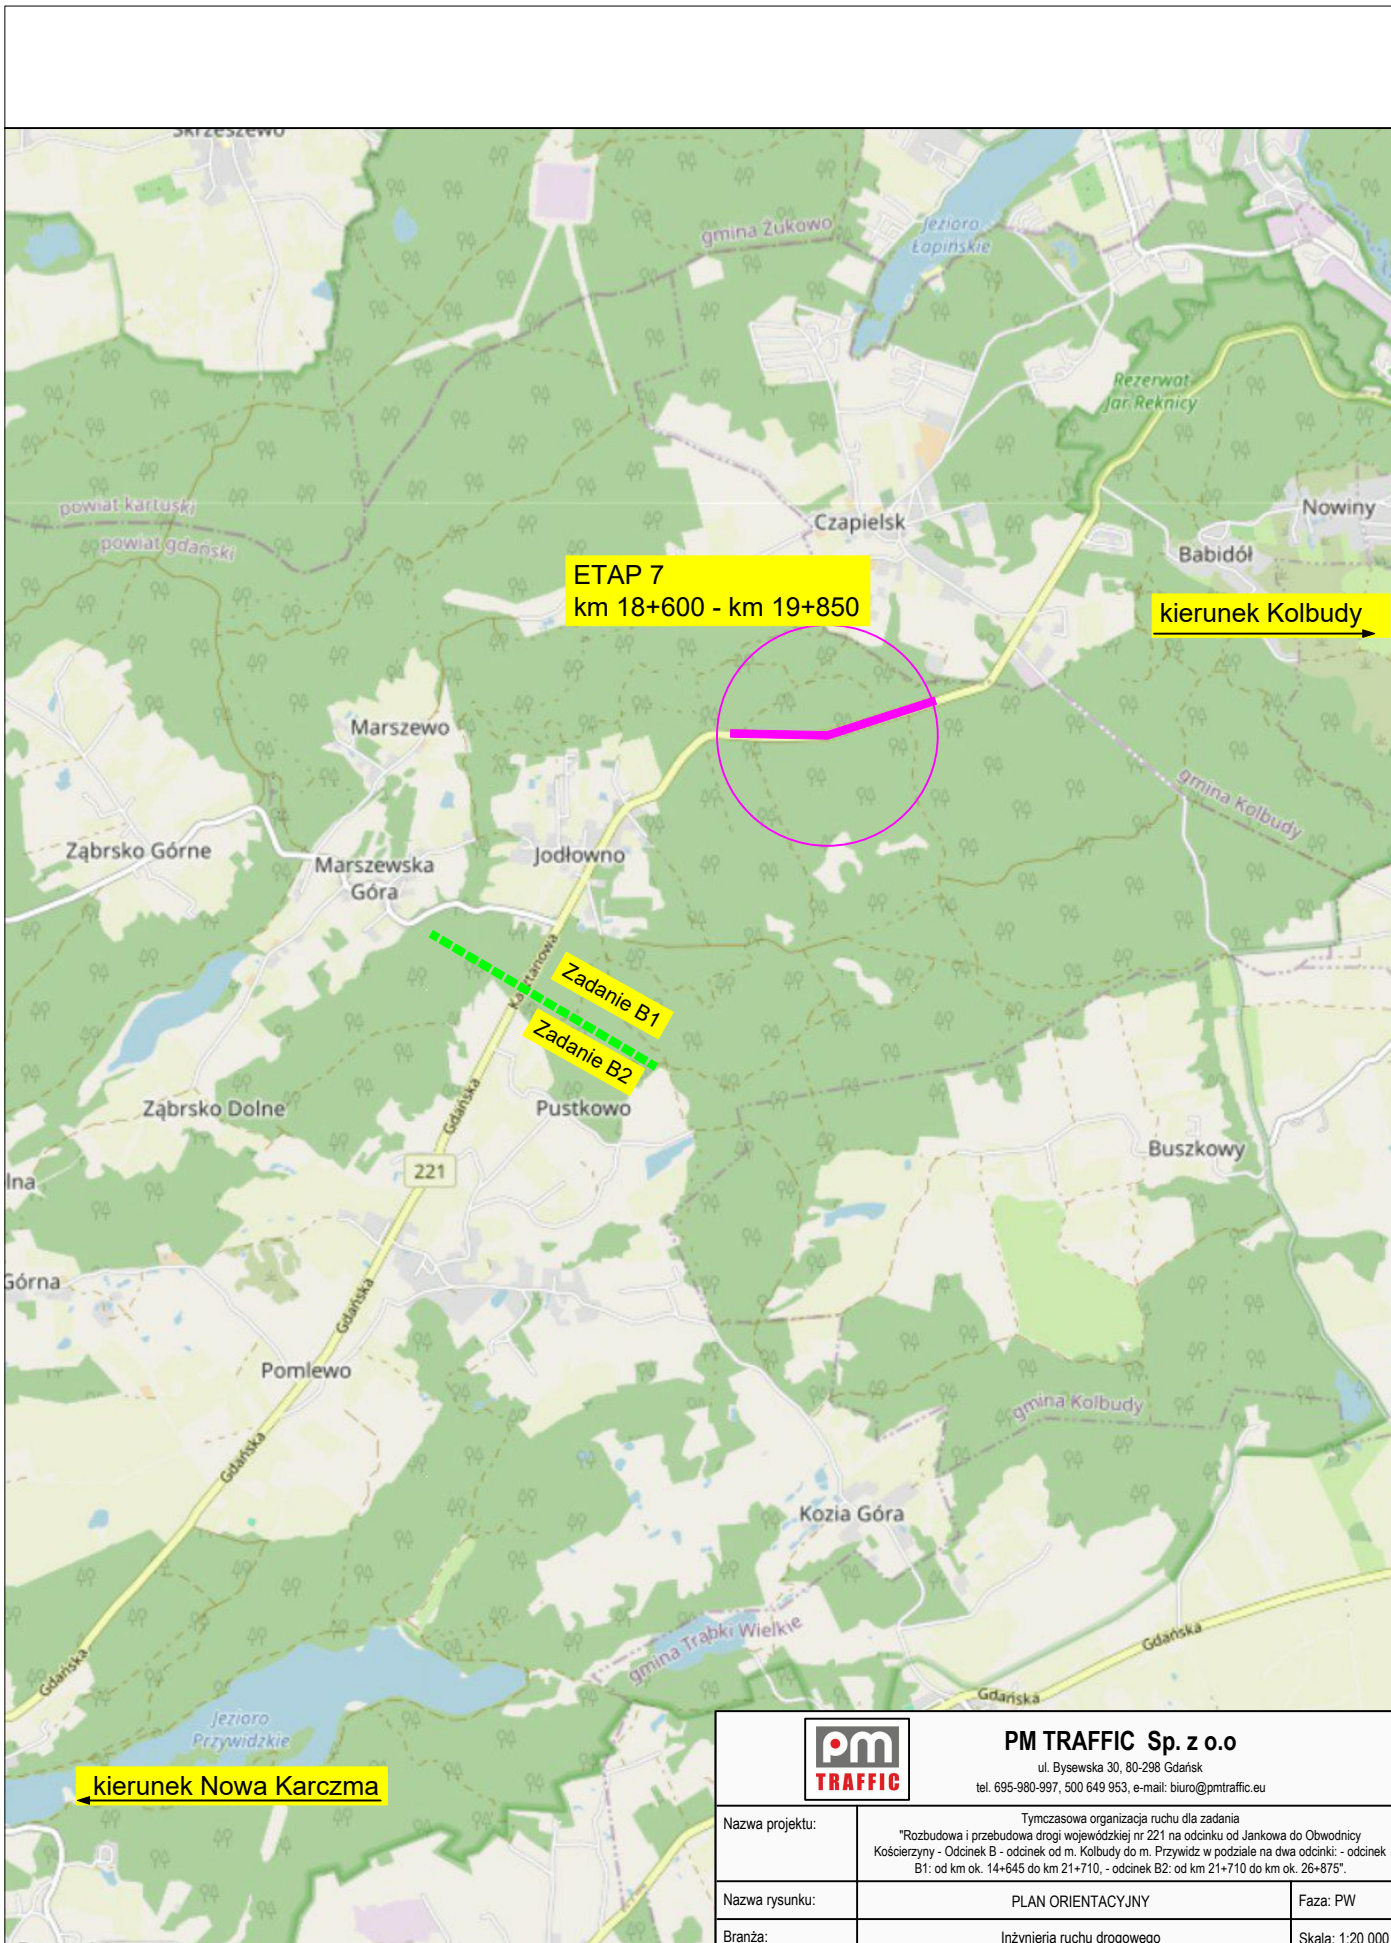 Skrzeszewo
gmina Żukowo
Jezioro
Łapińskie
Rezerwat
Jar Reknicy
powiat kartuski
powiat gdański
Czapielsk
Nowiny
Babidół
ETAP 7
km 18+600 - km 19+850
kierunek Kolbudy
Marszewo
gmina Kolbudy
Ząbrsko Górne
Marszewska
Góra
Jodłowno
Kasztanowa
Zadanie B1
Zadanie B2
Ząbrsko Dolne
Gdańska
Pustkowo
Buszkowy
221
lna
Górna
Gdańska
Pomlewo
gmina Kolbudy
Gdańska
Kozia Góra
gmina Trąbki Wielkie
Gdańska
Gdańska
Gdańska
Jezioro
Przywidzkie
kierunek Nowa Karczma
pm
TRAFFIC
PM TRAFFIC Sp. z o.o
ul. Bysewska 30, 80-298 Gdańsk
tel. 695-980-997, 500 649 953, e-mail: biuro@pmtraffic.eu
Nazwa projektu:
Tymczasowa organizacja ruchu dla zadania
"Rozbudowa i przebudowa drogi wojewódzkiej nr 221 na odcinku od Jankowa do Obwodnicy
Kościerzyny - Odcinek B - odcinek od m. Kolbudy do m. Przywidz w podziale na dwa odcinki: - odcinek
B1: od km ok. 14+645 do km 21+710, - odcinek B2: od km 21+710 do km ok. 26+875".
Nazwa rysunku:
PLAN ORIENTACYJNY
Faza: PW
Branża:
Inżynieria ruchu drogowego
Skala: 1:20 000